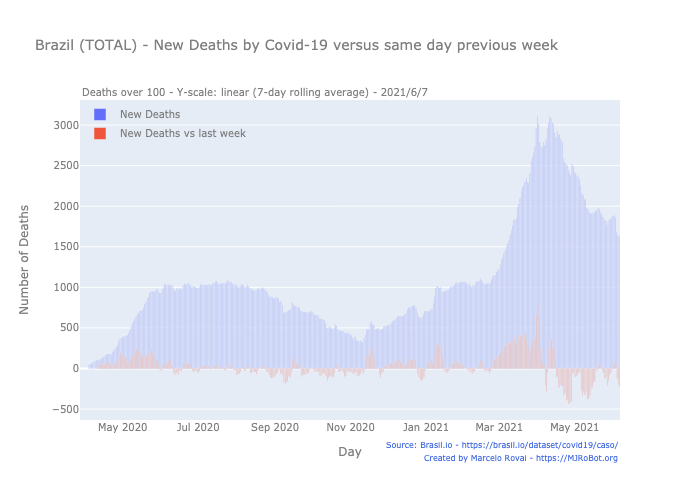 Brazil (TOTAL) - New Deaths by Covid-19 versus same day previous week
Deaths over 100 - Y-scale: linear (7-day rolling average) - 2021/6/7
New Deaths
New Deaths vs last week
Number of Deaths
3000
2500
2000
1500
1000
500
0
−500
May 2020 Jul 2020 Sep 2020 Nov 2020 Jan 2021 Mar 2021 May 2021
Day
Source: Brasil.io - https://brasil.io/dataset/covid19/caso/
Created by Marcelo Rovai - https://MJRoBot.org